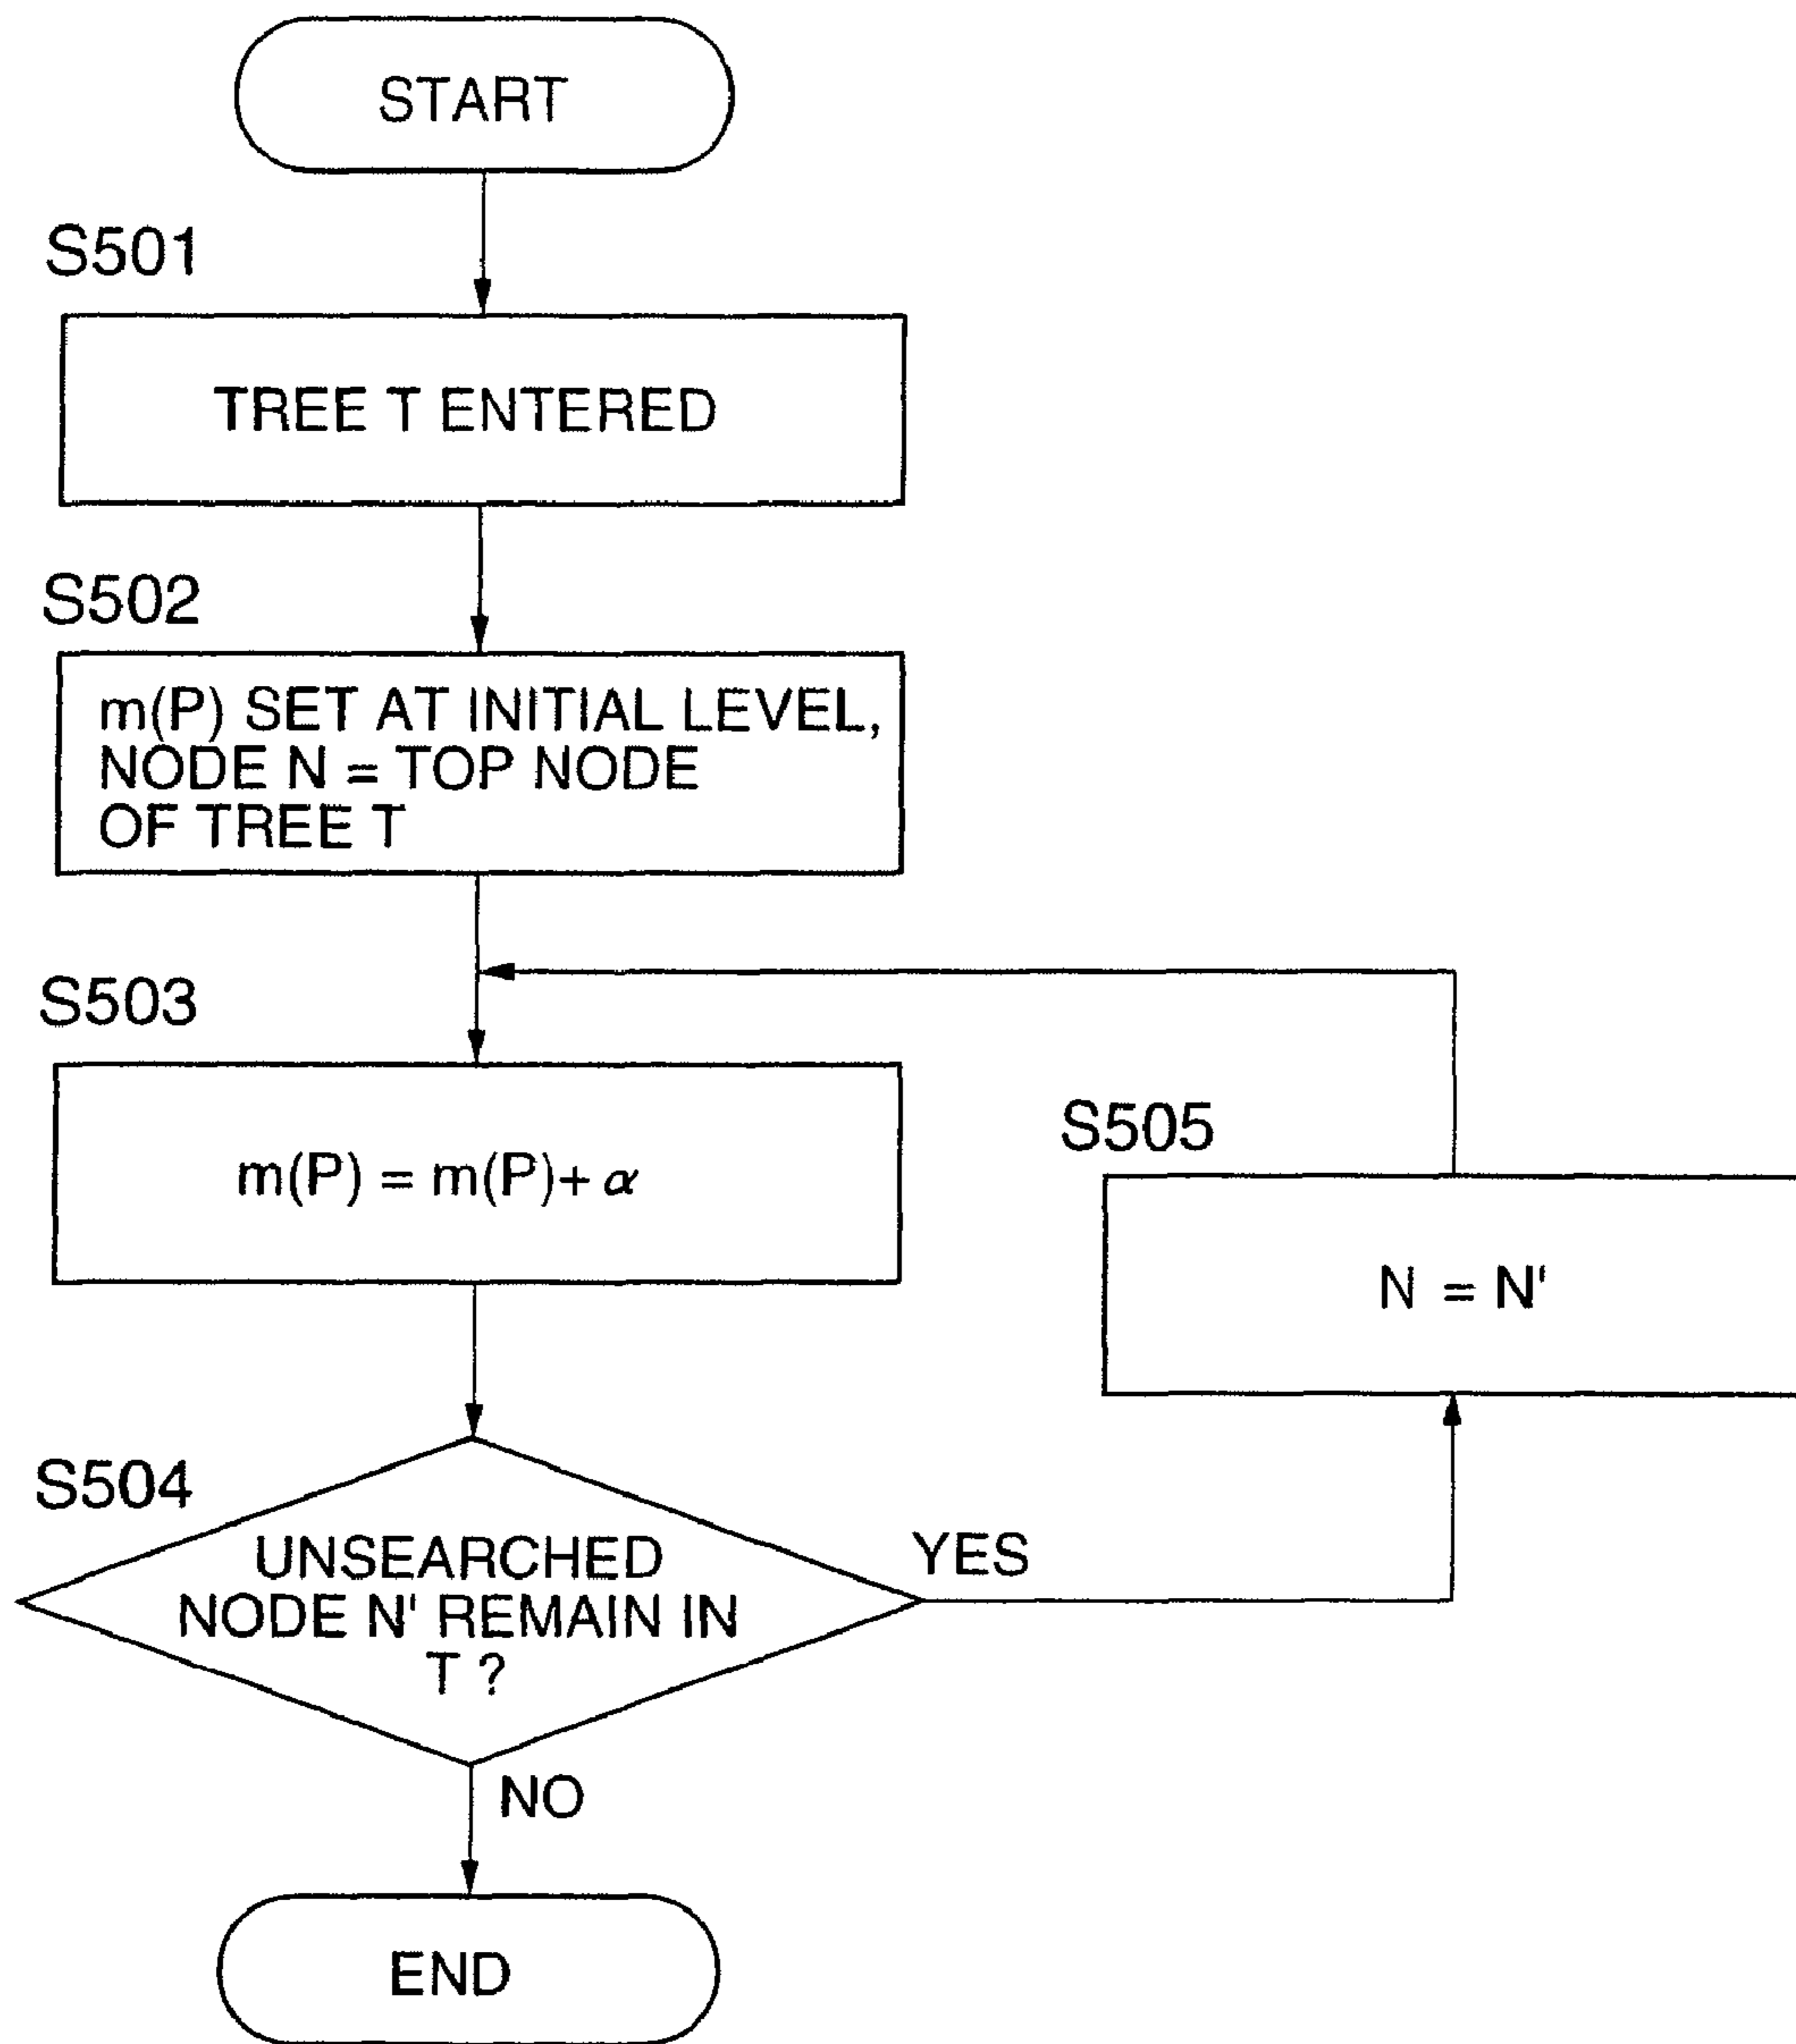 START
S501
TREE T ENTERED
S502
m(P) SET AT INITIAL LEVEL,
NODE N = TOP NODE
OF TREE T
S503
m(P) = m(P)+ α
S505
N = N'
S504
UNSEARCHED
NODE N' REMAIN IN
T ?
YES
NO
END